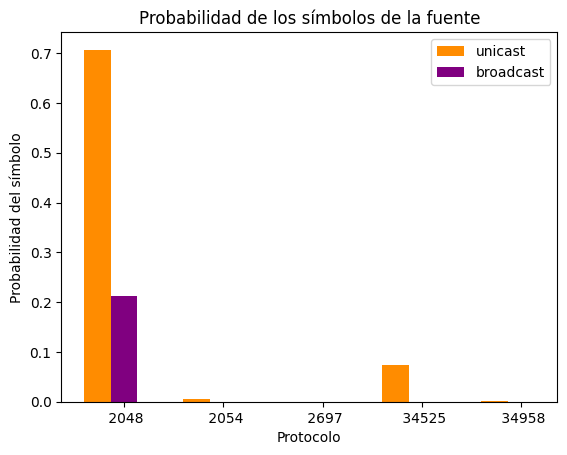 Probabilidad de los símbolos de la fuente
unicast
broadcast
Probabilidad del símbolo
0.7
0.6
0.5
0.4
0.3
0.2
0.1
0.0
2048 2054 2697 34525 34958
Protocolo